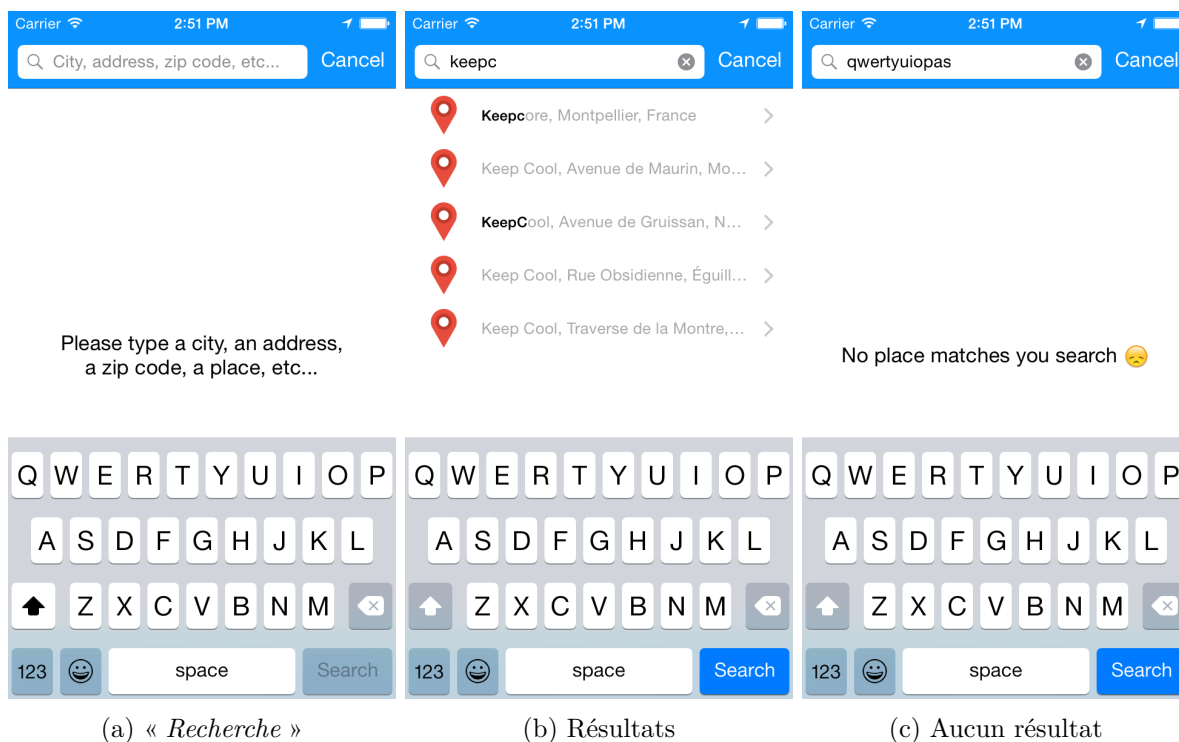 Carrier 2:51 PM
City, address, zip code, etc... Cancel
Please type a city, an address,
a zip code, a place, etc...
Q W E R T Y U I O P
A S D F G H J K L
Z X C V B N M
123 space Search
(a) « Recherche »
Carrier 2:51 PM
keepc Cancel
Keepcore, Montpellier, France
Keep Cool, Avenue de Maurin, Mo...
KeepCool, Avenue de Gruissan, N...
Keep Cool, Rue Obsidienne, Éguill...
Keep Cool, Traverse de la Montre,...
Q W E R T Y U I O P
A S D F G H J K L
Z X C V B N M
123 space Search
(b) Résultats
Carrier 2:51 PM
qwertyuiopas Cancel
No place matches you search 😞
Q W E R T Y U I O P
A S D F G H J K L
Z X C V B N M
123 space Search
(c) Aucun résultat